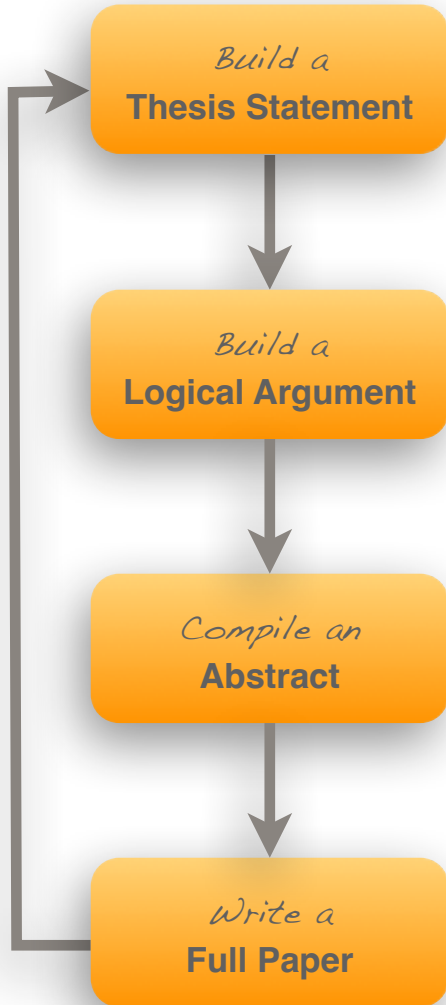 Build a
Thesis Statement
Build a
Logical Argument
Compile an
Abstract
Write a
Full Paper